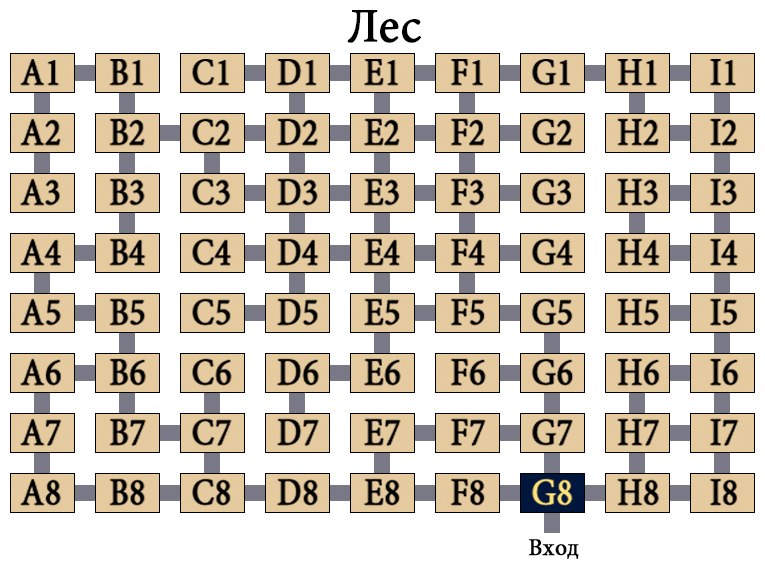 Лес
A1 B1 C1 D1 E1 F1 G1 H1 I1
A2 B2 C2 D2 E2 F2 G2 H2 I2
A3 B3 C3 D3 E3 F3 G3 H3 I3
A4 B4 C4 D4 E4 F4 G4 H4 I4
A5 B5 C5 D5 E5 F5 G5 H5 I5
A6 B6 C6 D6 E6 F6 G6 H6 I6
A7 B7 C7 D7 E7 F7 G7 H7 I7
A8 B8 C8 D8 E8 F8 G8 H8 I8
Вход